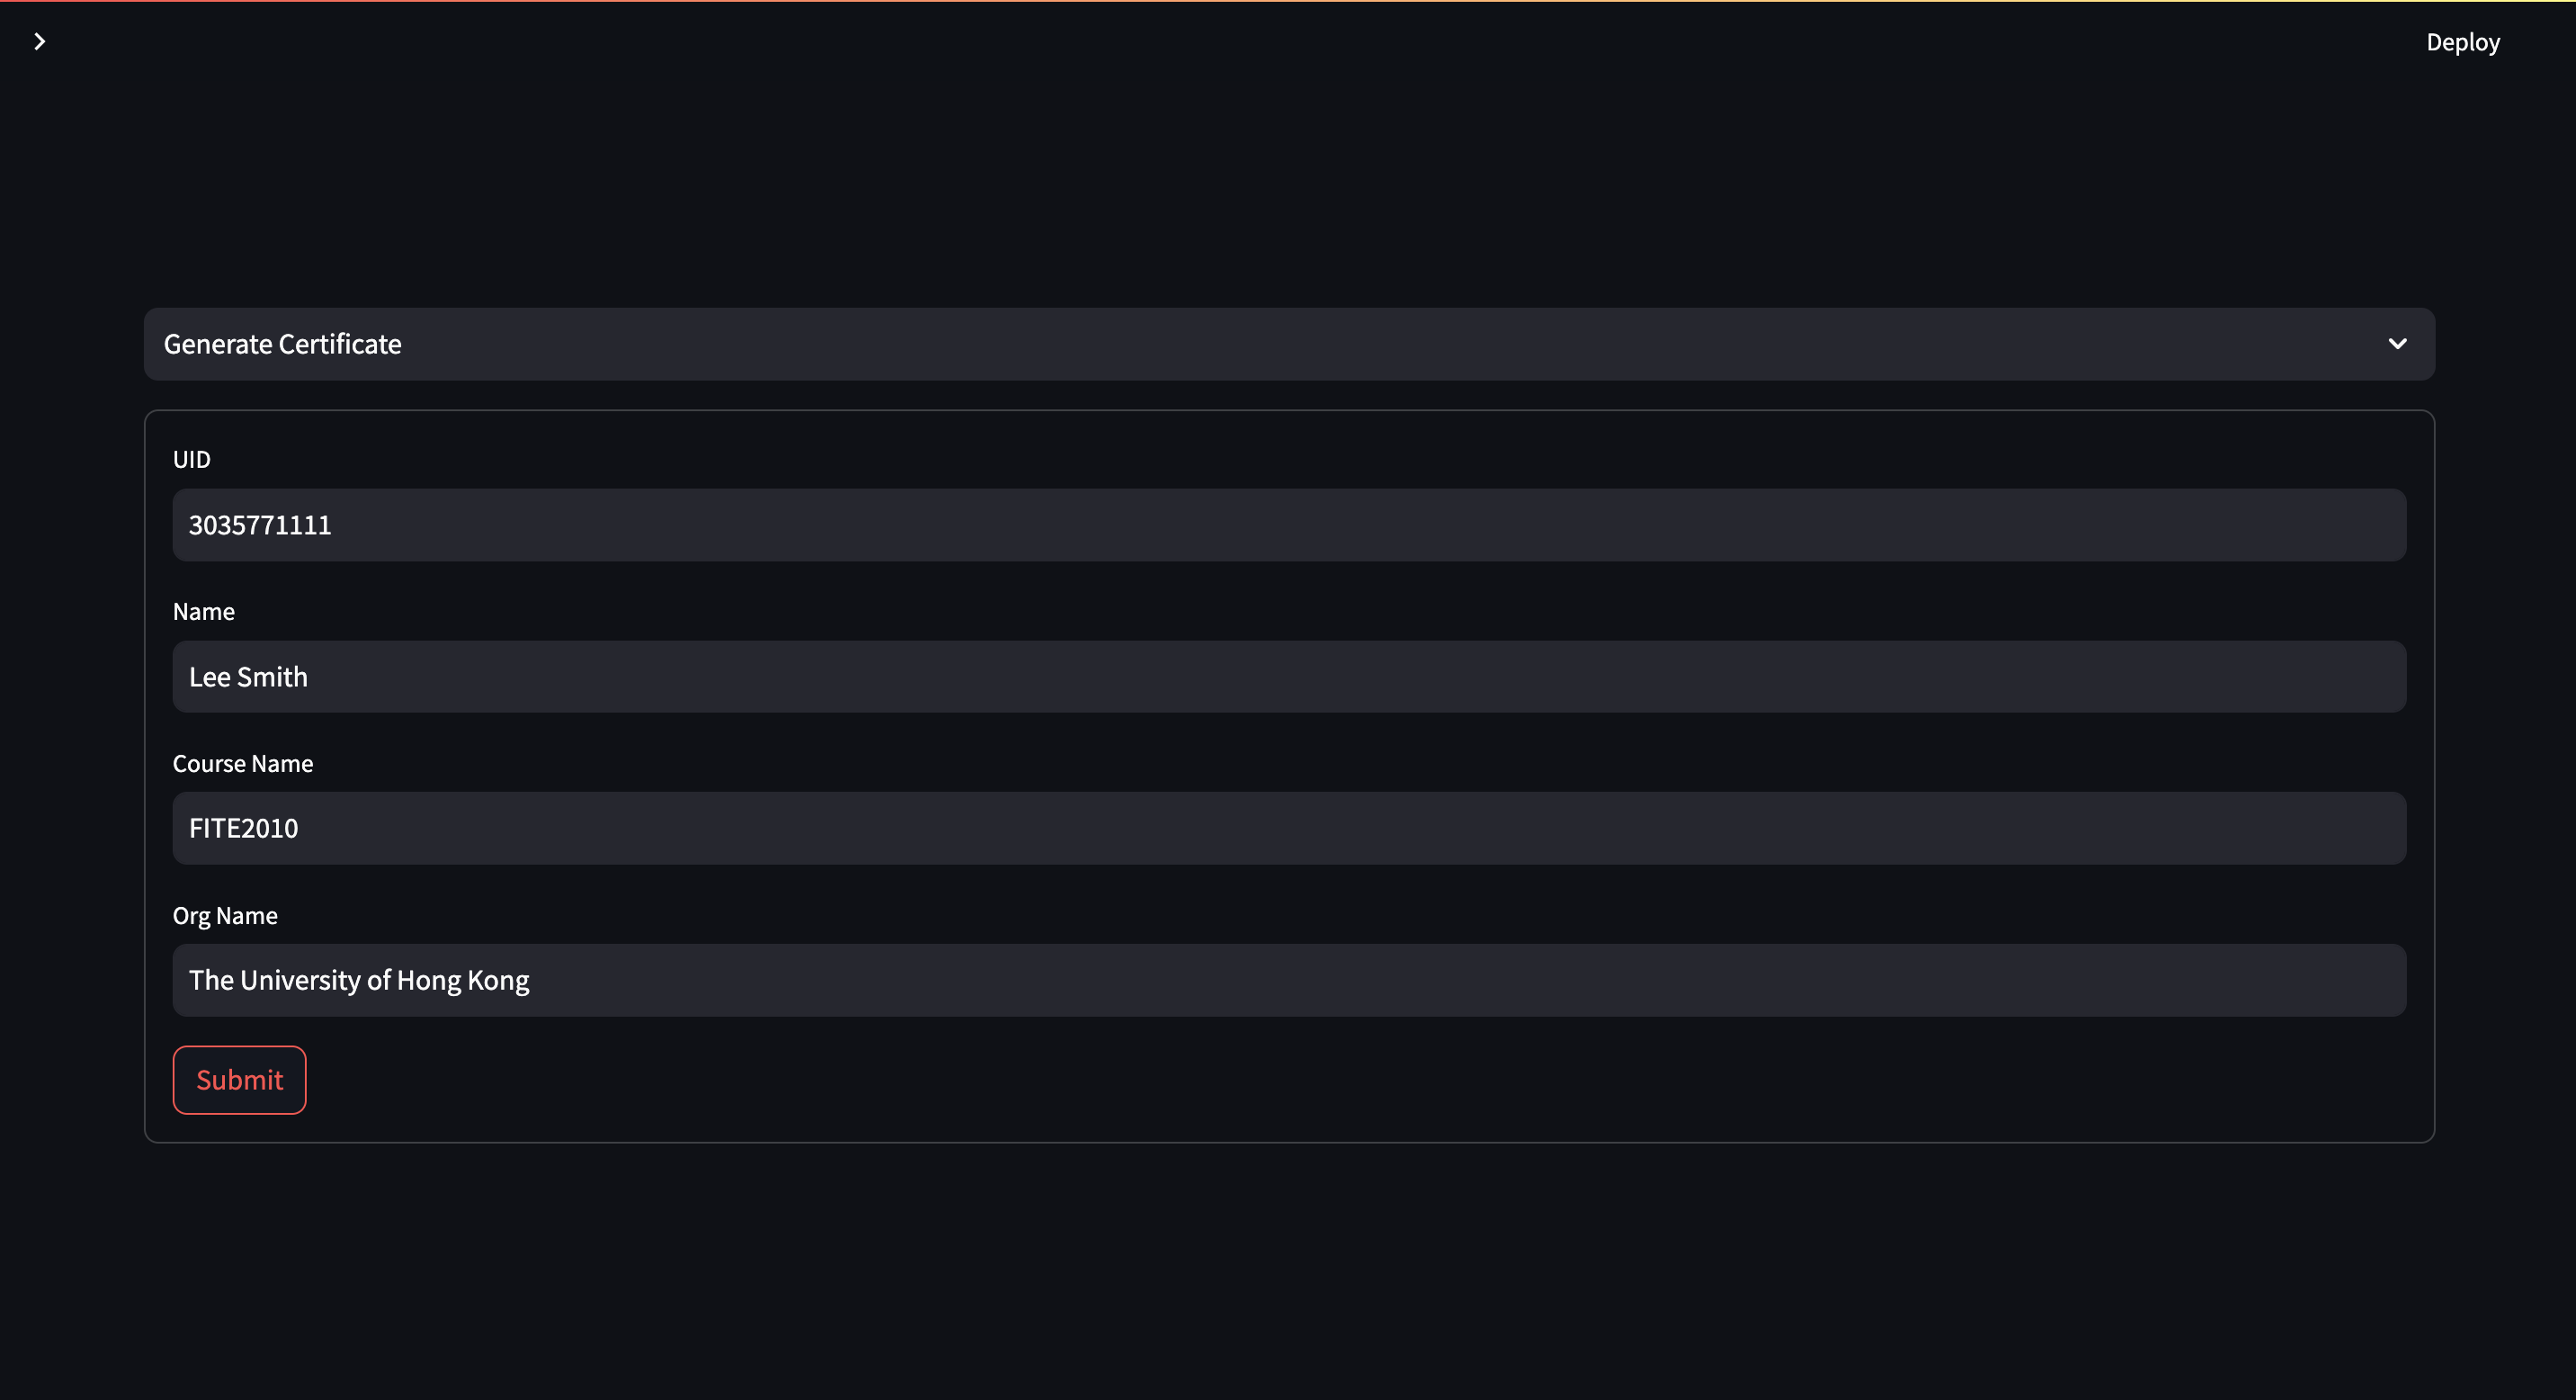 Deploy
Generate Certificate
UID
3035771111
Name
Lee Smith
Course Name
FITE2010
Org Name
The University of Hong Kong
Submit